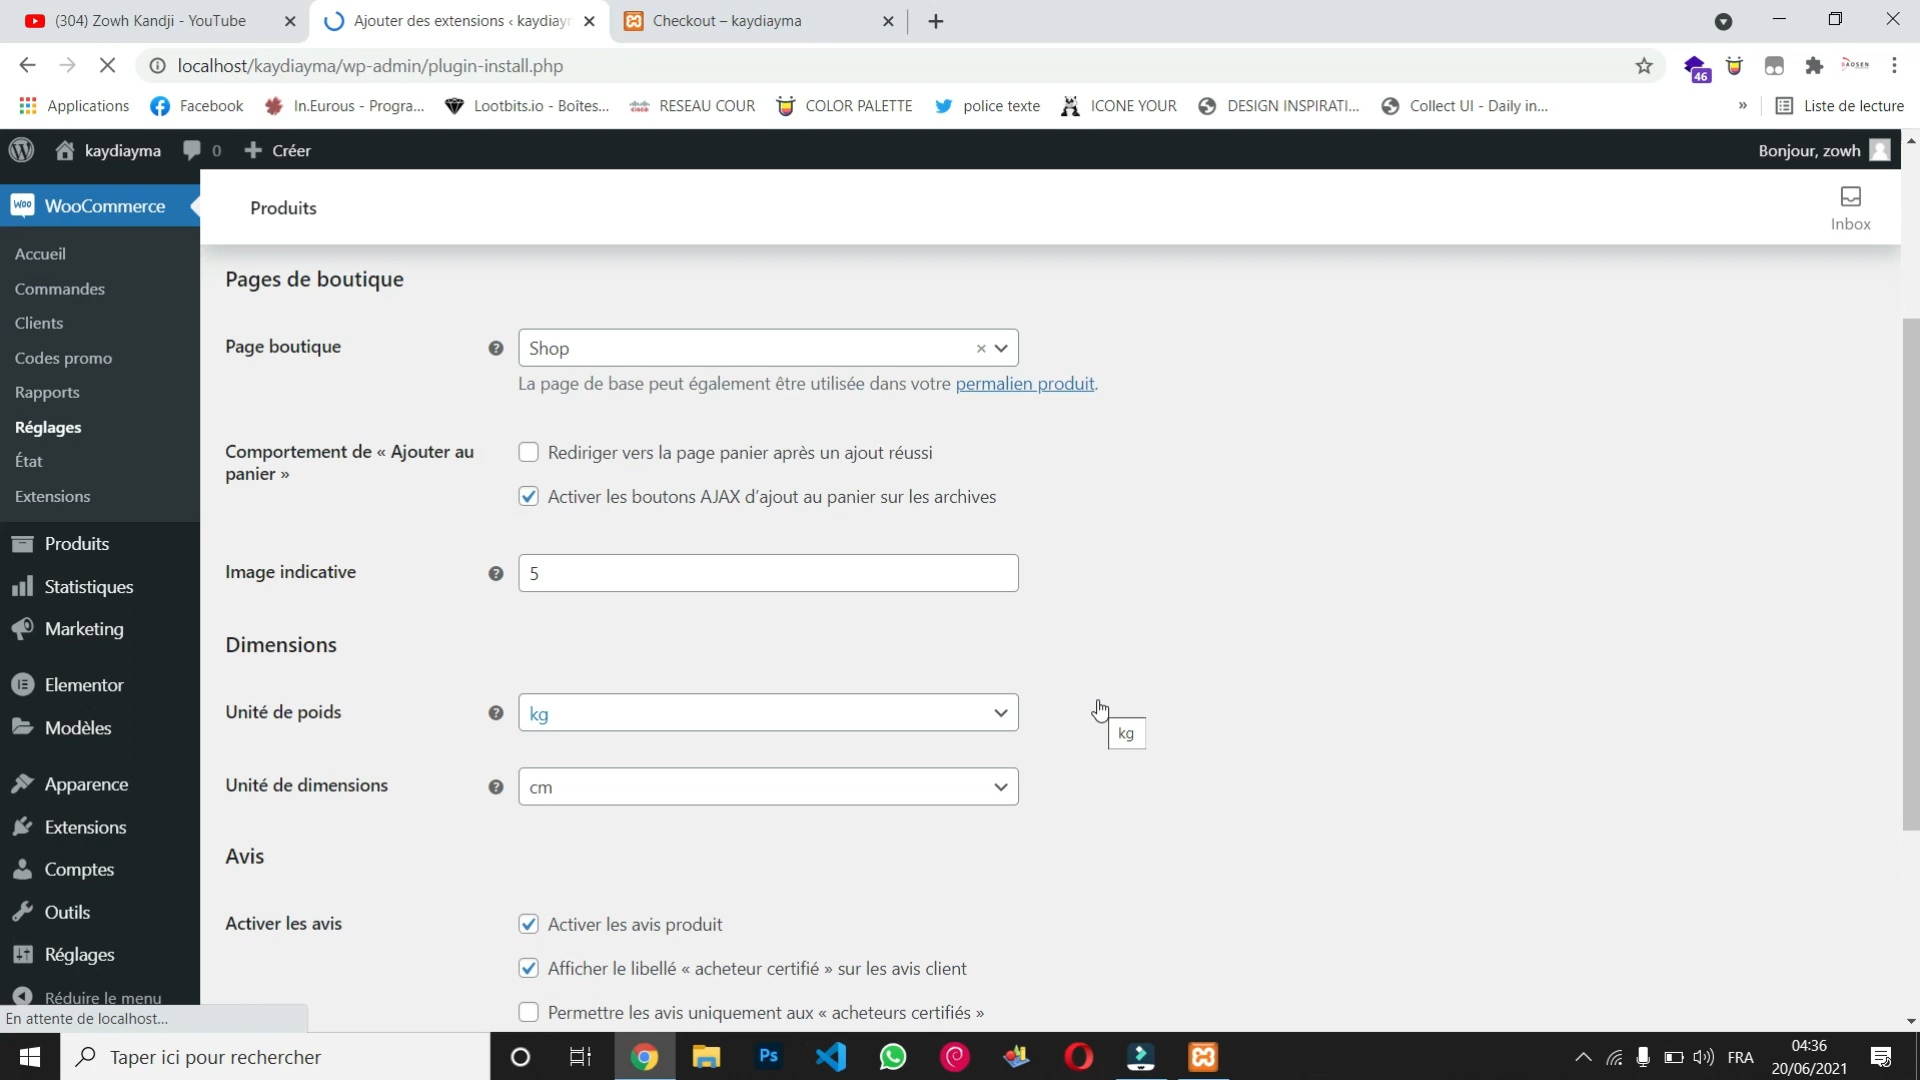 (304) Zowh Kandji - YouTube
Ajouter des extensions ‹ kaydiaym
Checkout – kaydiayma
localhost/kaydiayma/wp-admin/plugin-install.php
46
DAOSEN
Applications
Facebook
In.Eurous - Progra...
Lootbits.io - Boîtes...
RESEAU COUR
COLOR PALETTE
police texte
ICONE YOUR
DESIGN INSPIRATI...
Collect UI - Daily in...
»
Liste de lecture
kaydiayma
0
Créer
Bonjour, zowh
WooCommerce
Produits
Inbox
Accueil
Commandes
Clients
Codes promo
Rapports
Réglages
État
Extensions
Produits
Statistiques
Marketing
Elementor
Modèles
Apparence
Extensions
Comptes
Outils
Réglages
Réduire le menu
Pages de boutique
Page boutique
Shop
La page de base peut également être utilisée dans votre permalien produit.
Comportement de « Ajouter au
panier »
Rediriger vers la page panier après un ajout réussi
Activer les boutons AJAX d'ajout au panier sur les archives
Image indicative
5
Dimensions
Unité de poids
kg
kg
Unité de dimensions
cm
Avis
Activer les avis
Activer les avis produit
Afficher le libellé « acheteur certifié » sur les avis client
Permettre les avis uniquement aux « acheteurs certifiés »
En attente de localhost...
Taper ici pour rechercher
Ps
FRA
04:36
20/06/2021